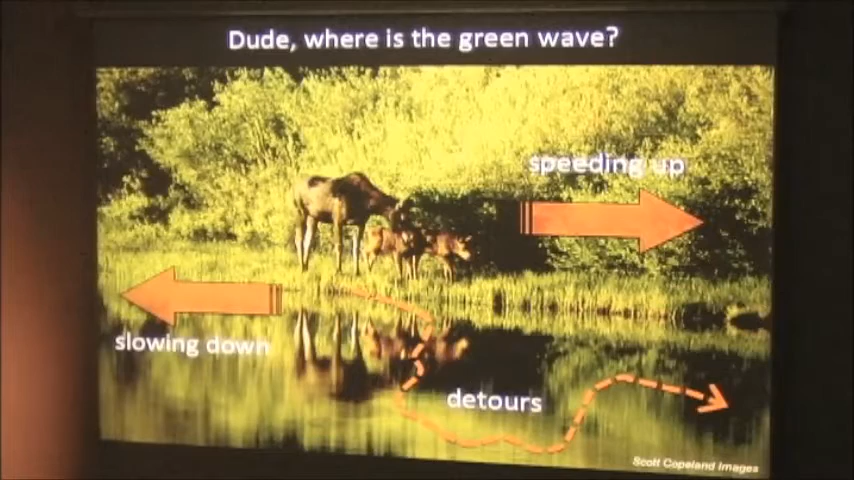 Dude, where is the green wave?
speeding up
slowing down
detours
Scott Copeland Images